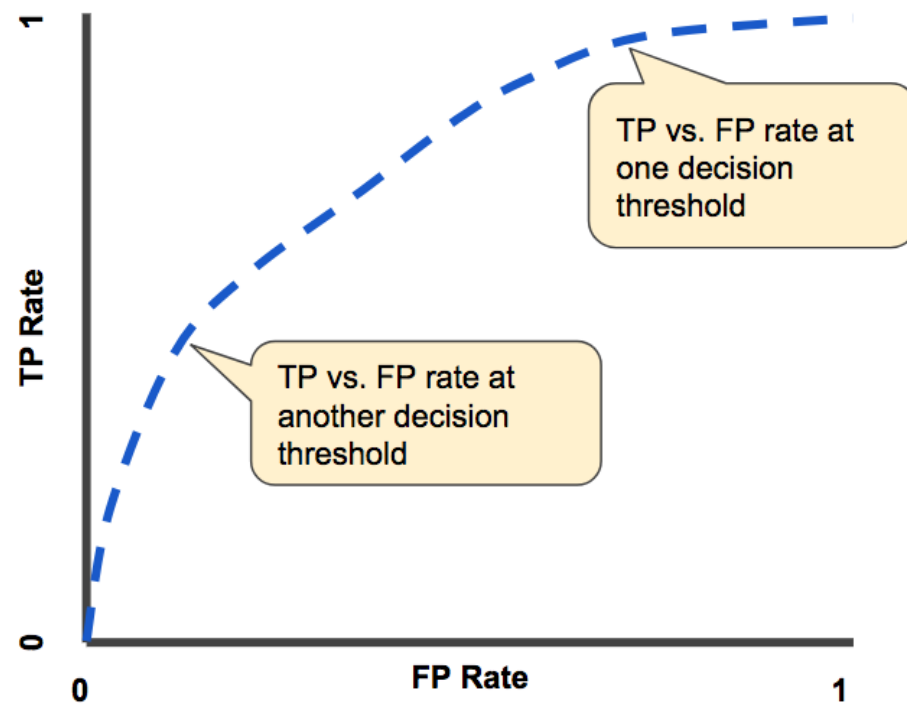 1
TP vs. FP rate at
one decision
threshold
TP Rate
TP vs. FP rate at
another decision
threshold
0
0
FP Rate
1